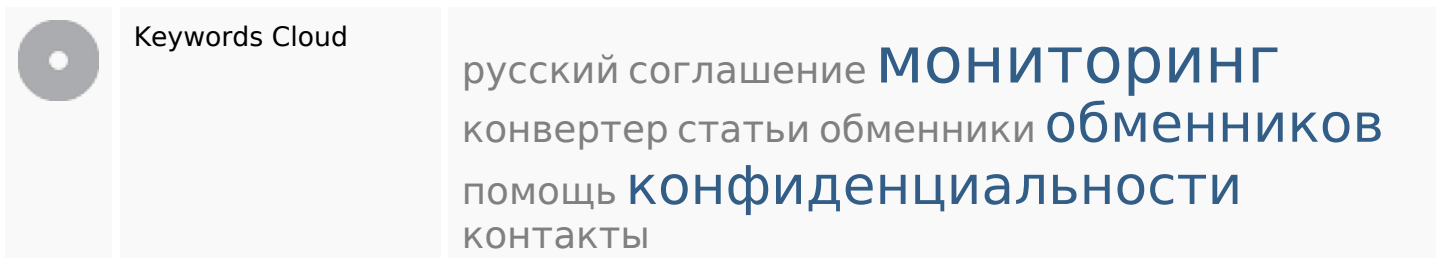 Keywords Cloud
русский соглашение мониторинг
конвертер статьи обменники обменников
помощь конфиденциальности
контакты